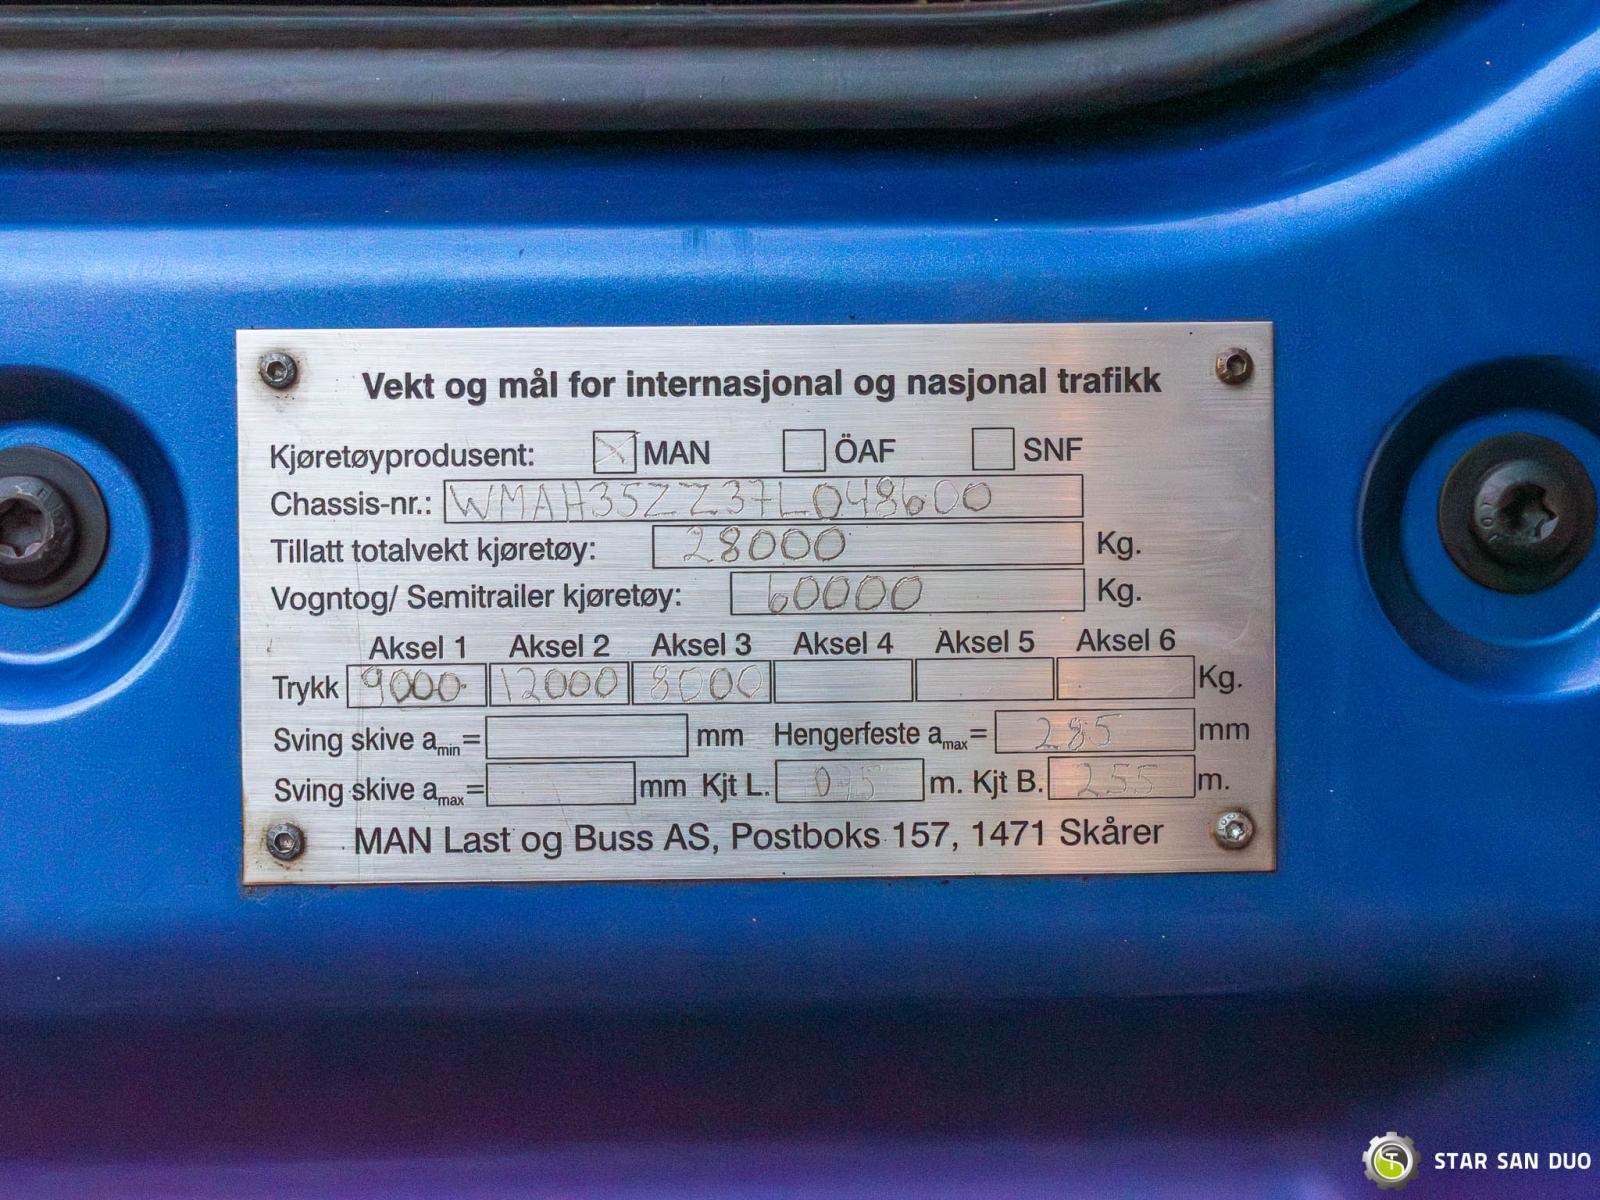 Vekt og mål for internasjonal og nasjonal trafikk
Kjøretøyprodusent: MAN ÖAF SNF
Chassis-nr.: WMAH35ZZ37L048600
Tillatt totalvekt kjøretøy: 28000 Kg.
Vogntog/ Semitrailer kjøretøy: 60000 Kg.
Aksel 1 Aksel 2 Aksel 3 Aksel 4 Aksel 5 Aksel 6
Trykk 9000 12000 8000 Kg.
Sving skive amin= mm Hengerfeste amax= 285 mm
Sving skive amax= mm Kjt L. m. Kjt B. 255 m.
MAN Last og Buss AS, Postboks 157, 1471 Skårer
STAR SAN DUO